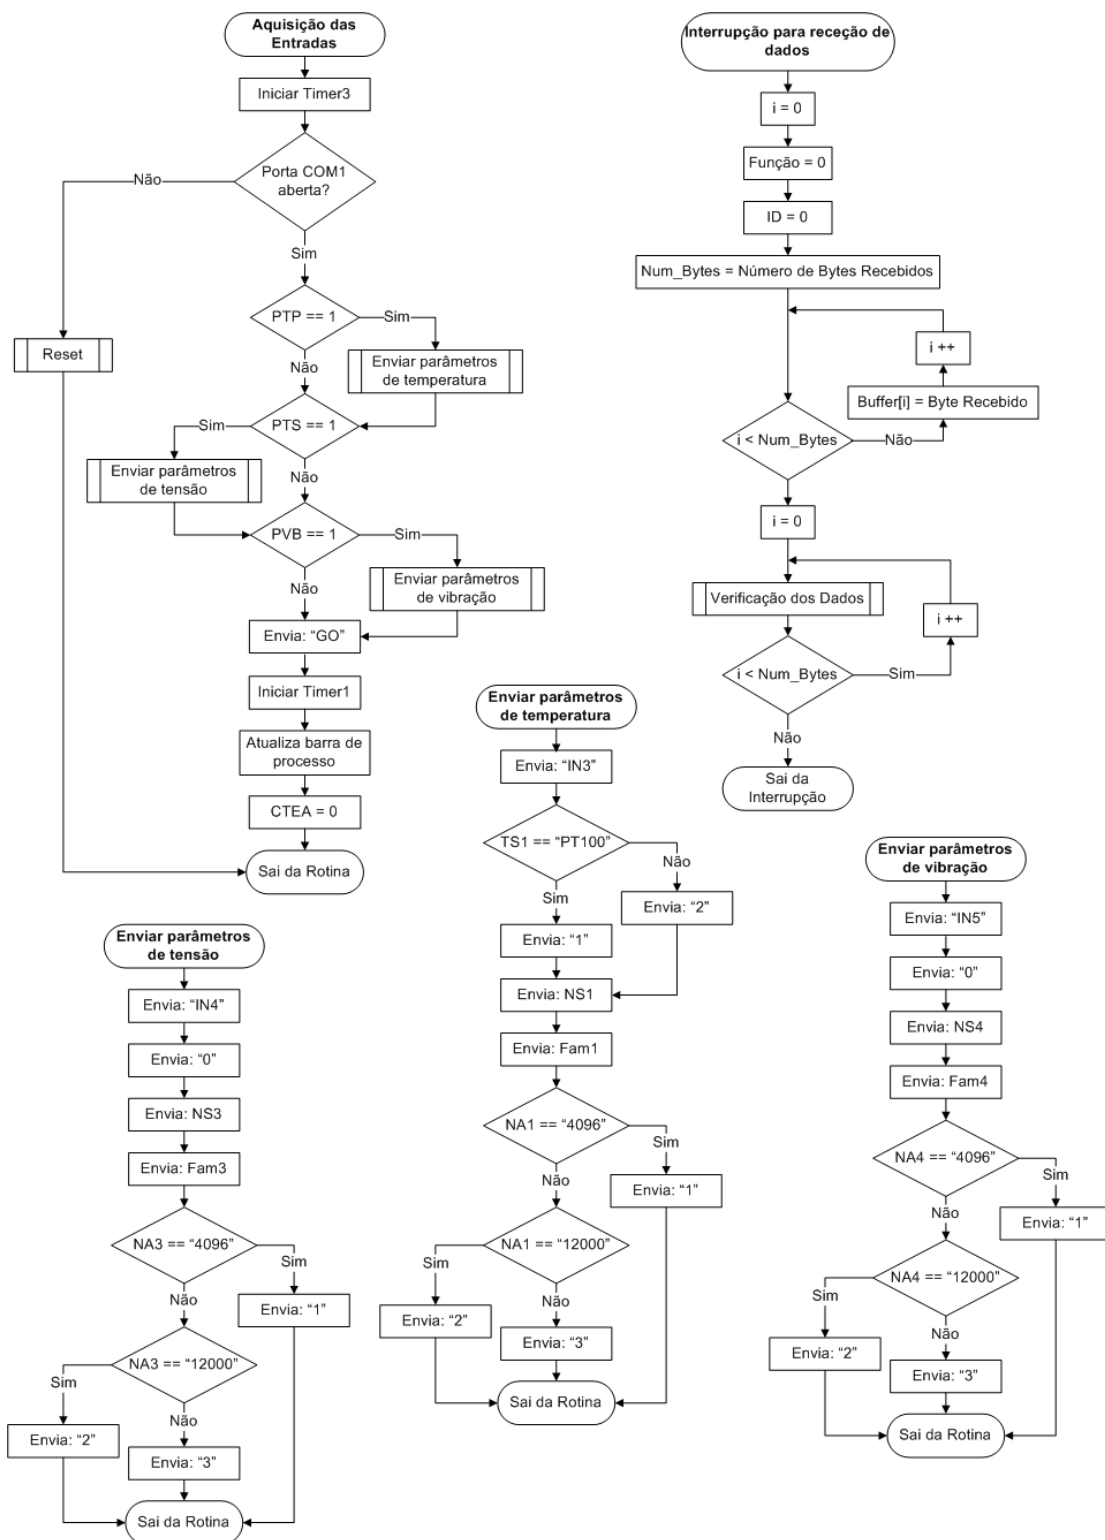 Aquisição das
Entradas
Iniciar Timer3
Porta COM1
aberta?
Não
Sim
PTP == 1
Sim
Enviar parâmetros
de temperatura
Não
Reset
PTS == 1
Sim
Enviar parâmetros
de tensão
Não
PVB == 1
Sim
Enviar parâmetros
de vibração
Não
Envia: “GO”
Iniciar Timer1
Atualiza barra de
processo
CTEA = 0
Sai da Rotina
Interrupção para receção de
dados
i = 0
Função = 0
ID = 0
Num_Bytes = Número de Bytes Recebidos
i ++
Buffer[i] = Byte Recebido
i < Num_Bytes
Não
i = 0
Verificação dos Dados
i ++
i < Num_Bytes
Sim
Não
Sai da
Interrupção
Enviar parâmetros
de temperatura
Envia: “IN3”
TS1 == “PT100”
Não
Sim
Envia: “2”
Envia: “1”
Envia: NS1
Envia: Fam1
NA1 == “4096”
Sim
Não
Envia: “1”
NA1 == “12000”
Sim
Não
Envia: “2”
Envia: “3”
Sai da Rotina
Enviar parâmetros
de vibração
Envia: “IN5”
Envia: “0”
Envia: NS4
Envia: Fam4
NA4 == “4096”
Sim
Não
Envia: “1”
NA4 == “12000”
Sim
Não
Envia: “2”
Envia: “3”
Sai da Rotina
Enviar parâmetros
de tensão
Envia: “IN4”
Envia: “0”
Envia: NS3
Envia: Fam3
NA3 == “4096”
Sim
Não
Envia: “1”
NA3 == “12000”
Sim
Não
Envia: “2”
Envia: “3”
Sai da Rotina